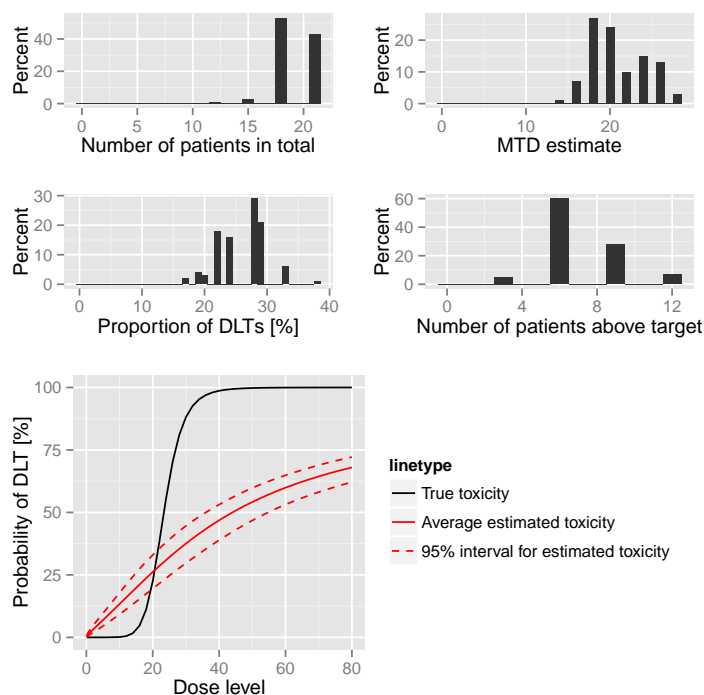 Percent
40
20
0
0
5
10
15
20
Number of patients in total
Percent
20
10
0
0
10
20
MTD estimate
Percent
30
20
10
0
0
10
20
30
40
Proportion of DLTs [%]
Percent
60
40
20
0
0
4
8
12
Number of patients above target
Probability of DLT [%]
100
75
50
25
0
0
20
40
60
80
Dose level
linetype
True toxicity
Average estimated toxicity
95% interval for estimated toxicity